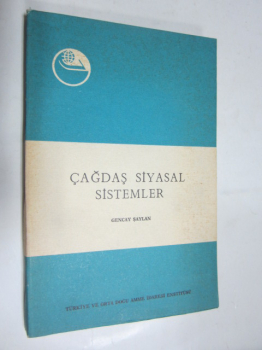 ÇAĞDAŞ SİYASAL
SİSTEMLER
GENCAY ŞAYLAN
TÜRKİYE VE ORTA DOĞU AMME İDARESİ ENSTİTÜSÜ